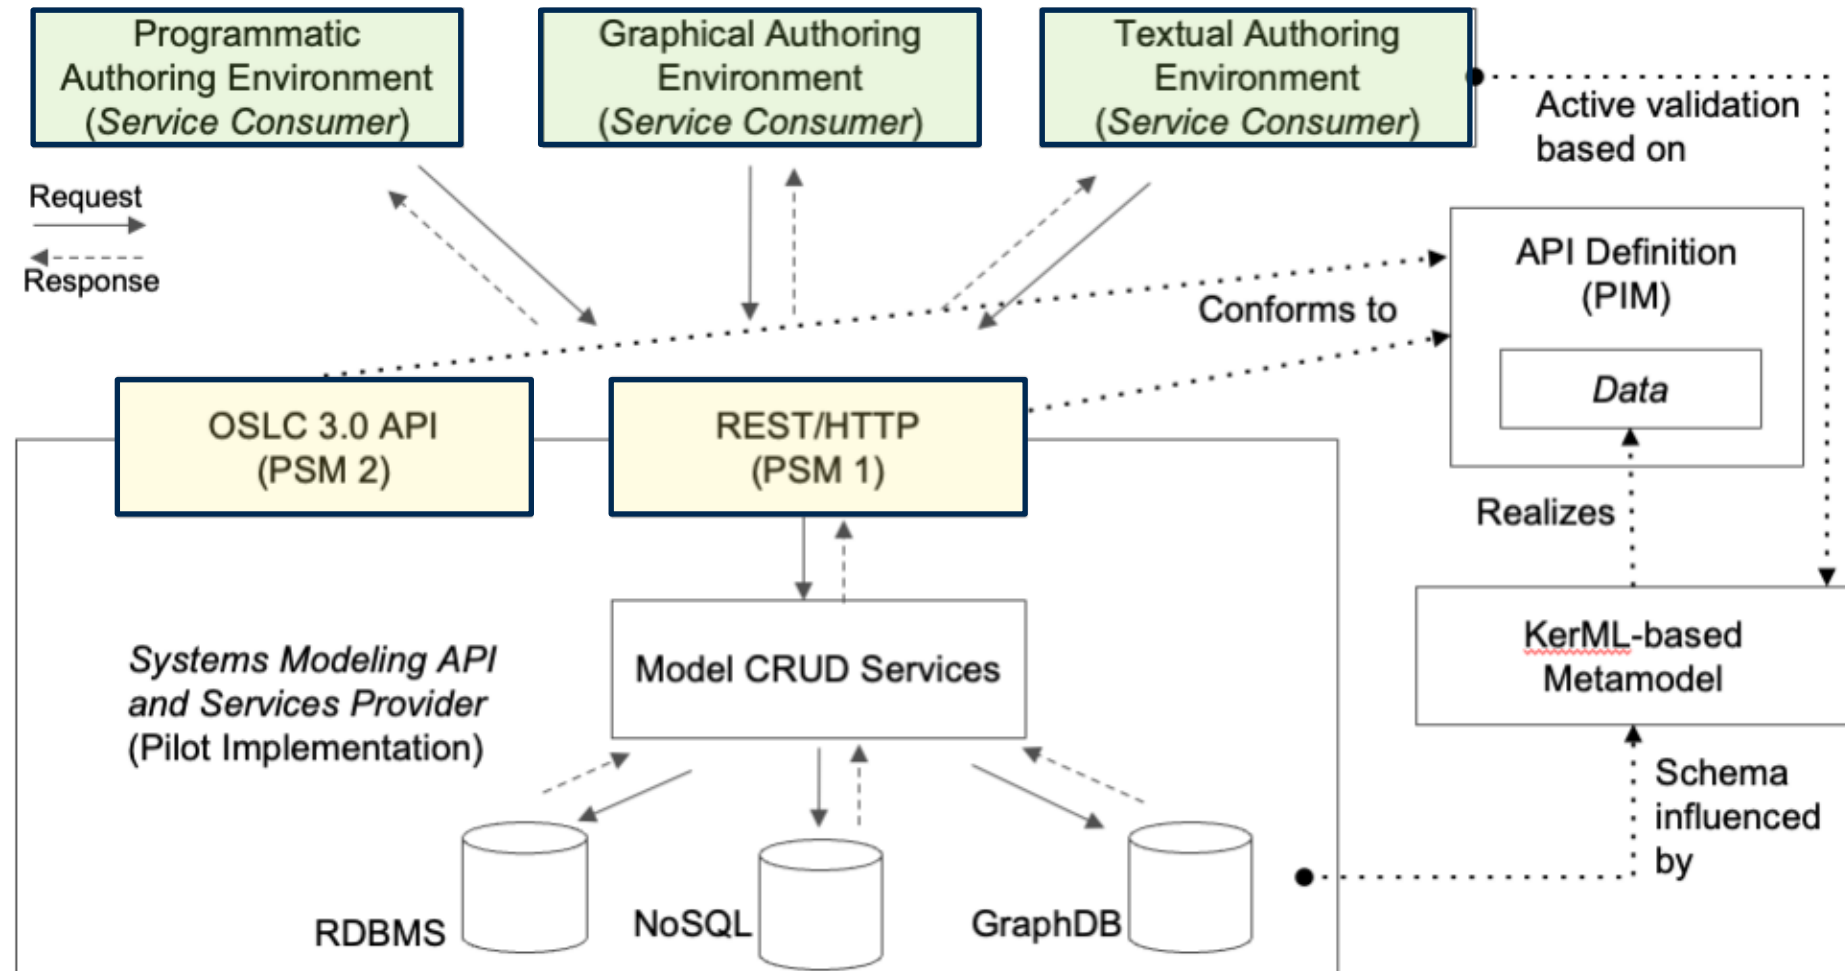 Programmatic
Authoring Environment
(Service Consumer)
Graphical Authoring
Environment
(Service Consumer)
Textual Authoring
Environment
(Service Consumer)
Active validation
based on
Request
Response
API Definition
(PIM)
Conforms to
Data
OSLC 3.0 API
(PSM 2)
REST/HTTP
(PSM 1)
Realizes
Systems Modeling API
and Services Provider
(Pilot Implementation)
Model CRUD Services
KerML-based
Metamodel
Schema
influenced
by
RDBMS
NoSQL
GraphDB